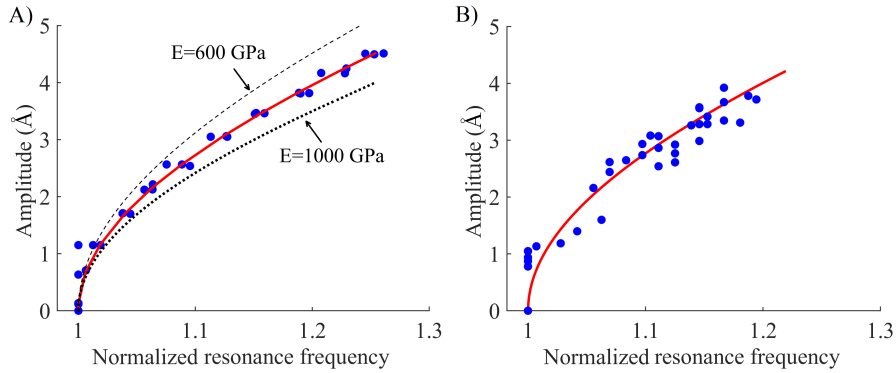 A)
Amplitude (Å)
5
4
3
2
1
0
E=600 GPa
E=1000 GPa
1
1.1
1.2
1.3
Normalized resonance frequency
B)
Amplitude (Å)
5
4
3
2
1
0
1
1.1
1.2
1.3
Normalized resonance frequency